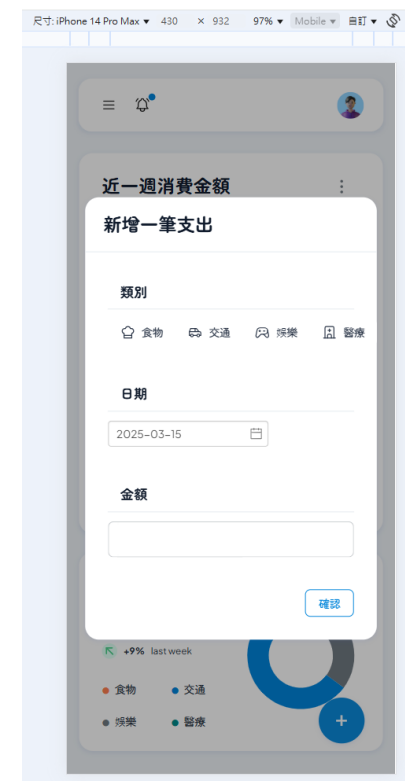 尺寸: iPhone 14 Pro Max ▼ 430 × 932 97% ▼ Mobile ▼ 自訂 ▼
近一週消費金額
新增一筆支出
類別
食物 交通 娛樂 醫療
日期
2025-03-15
金額
確認
+9% last week
食物 交通
娛樂 醫療
+